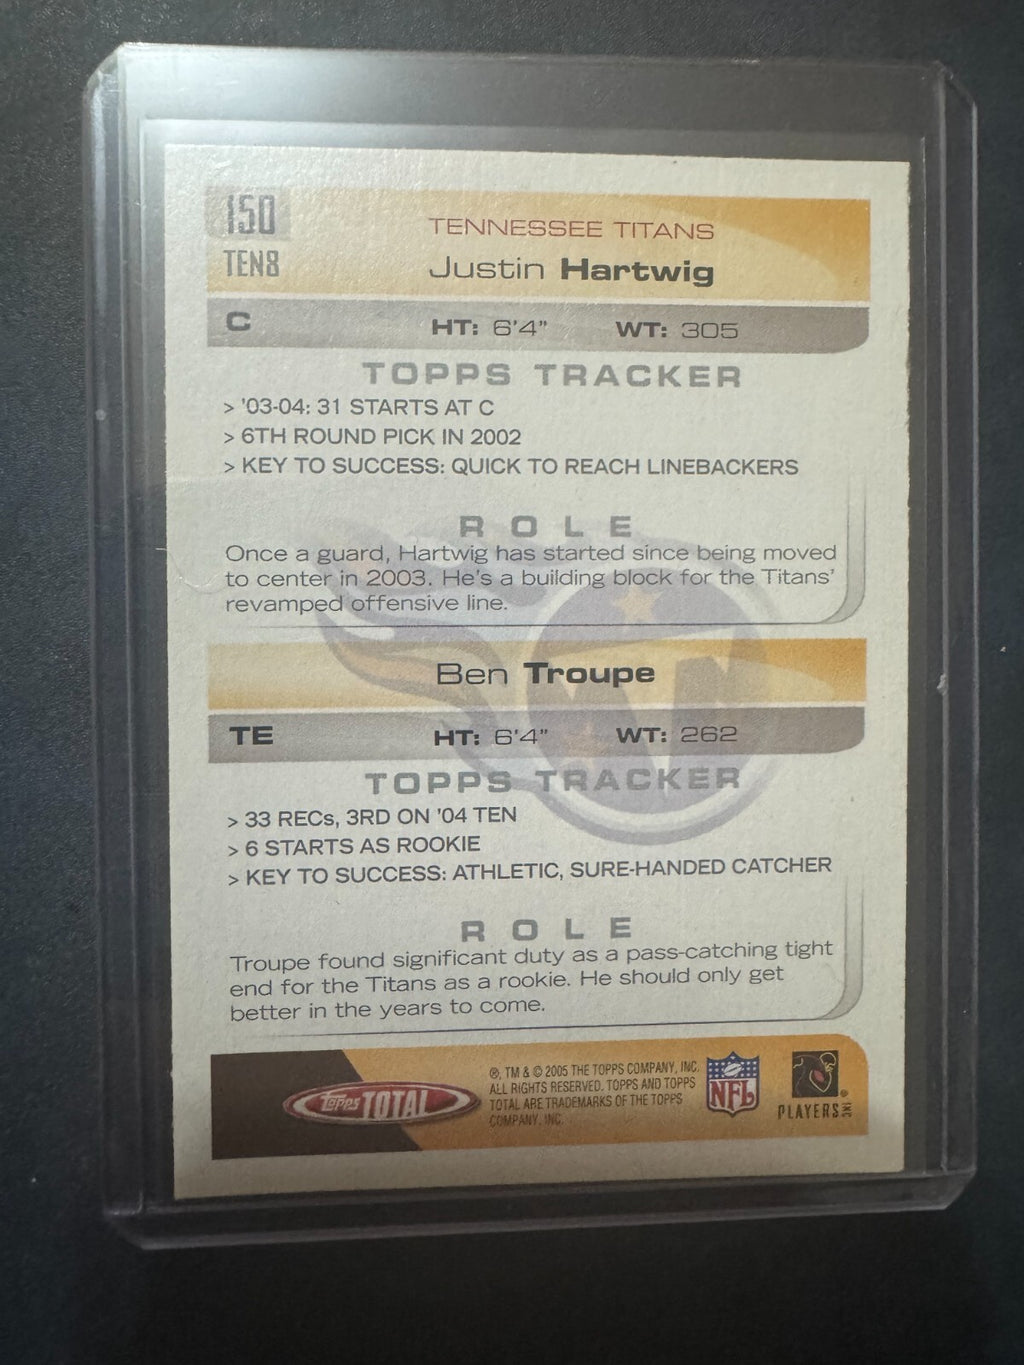 150
TEN8
TENNESSEE TITANS
Justin Hartwig
C HT: 6'4" WT: 305
TOPPS TRACKER
> '03-04: 31 STARTS AT C
> 6TH ROUND PICK IN 2002
> KEY TO SUCCESS: QUICK TO REACH LINEBACKERS
ROLE
Once a guard, Hartwig has started since being moved
to center in 2003. He's a building block for the Titans'
revamped offensive line.
Ben Troupe
TE HT: 6'4" WT: 262
TOPPS TRACKER
> 33 RECs, 3RD ON '04 TEN
> 6 STARTS AS ROOKIE
> KEY TO SUCCESS: ATHLETIC, SURE-HANDED CATCHER
ROLE
Troupe found significant duty as a pass-catching tight
end for the Titans as a rookie. He should only get
better in the years to come.
Topps TOTAL
®, TM & © 2005 THE TOPPS COMPANY, INC.
ALL RIGHTS RESERVED. TOPPS AND TOPPS
TOTAL ARE TRADEMARKS OF THE TOPPS
COMPANY, INC.
NFL
PLAYERS INC ®